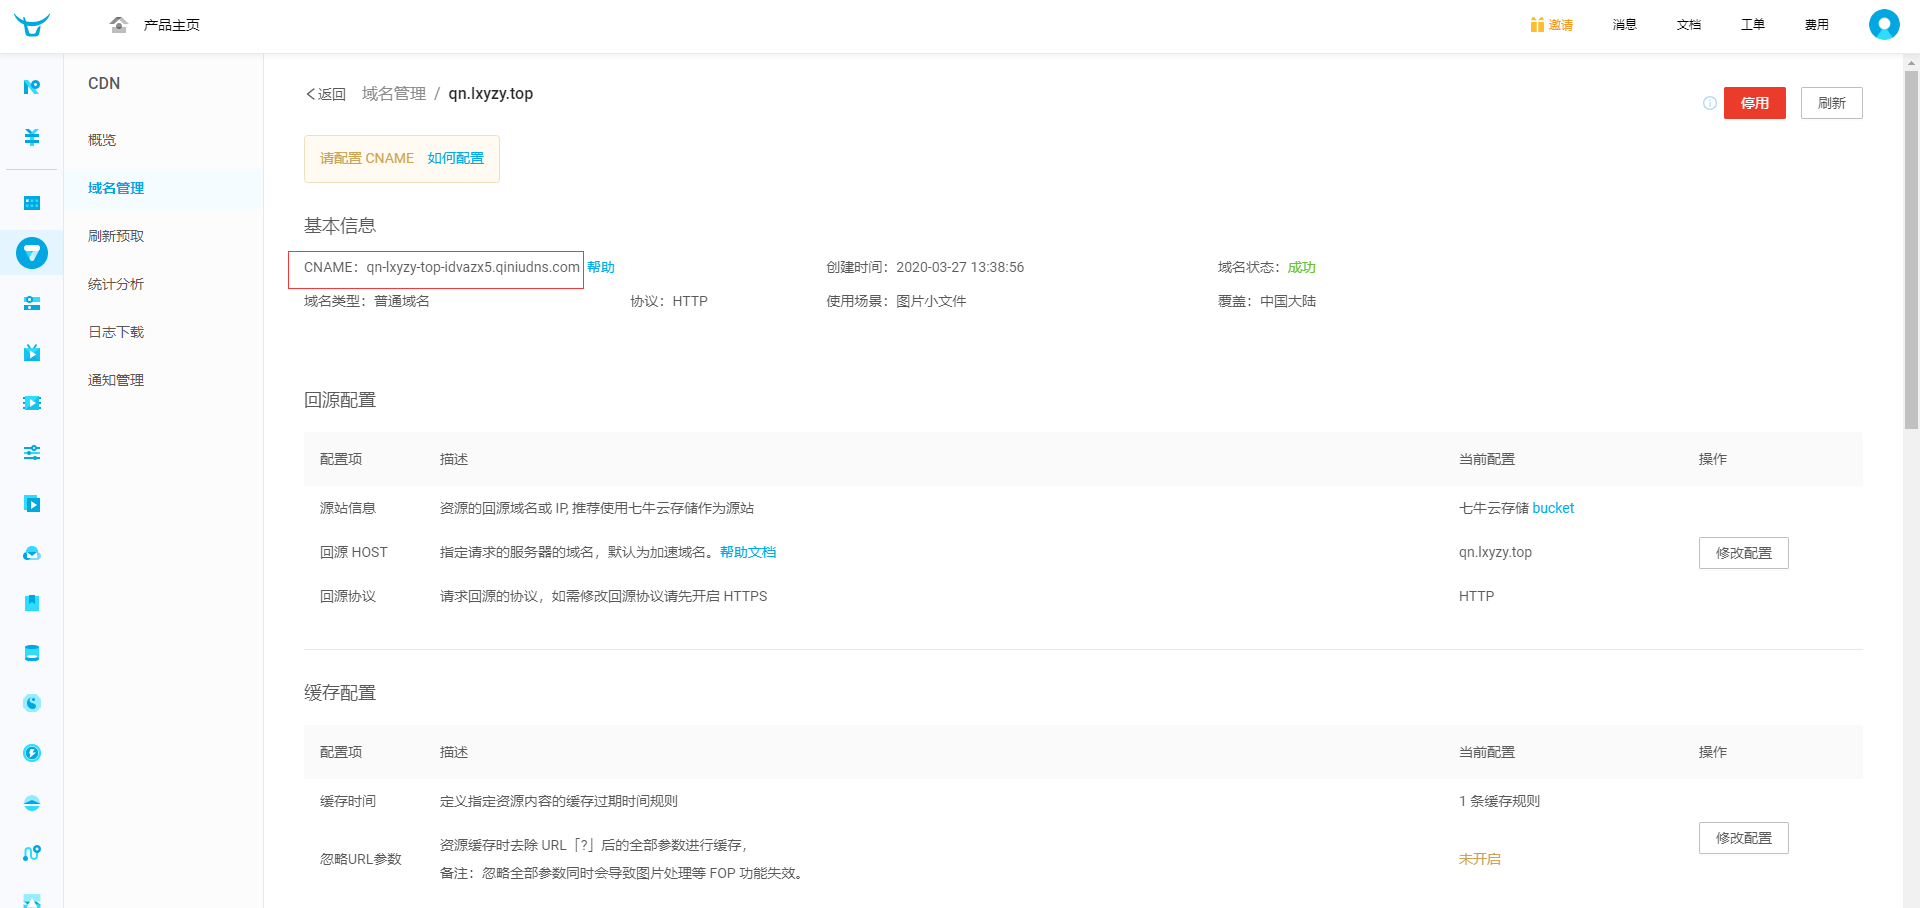 产品主页
邀请
消息
文档
工单
费用
CDN
概览
域名管理
刷新预取
统计分析
日志下载
通知管理
返回 域名管理 / qn.lxyzy.top
停用
刷新
请配置 CNAME 如何配置
基本信息
CNAME：qn-lxyzy-top-idvazx5.qiniudns.com 帮助
创建时间：2020-03-27 13:38:56
域名状态：成功
域名类型：普通域名
协议：HTTP
使用场景：图片小文件
覆盖：中国大陆
回源配置
配置项 描述 当前配置 操作
源站信息 资源的回源域名或 IP, 推荐使用七牛云存储作为源站 七牛云存储 bucket
回源 HOST 指定请求的服务器的域名，默认为加速域名。帮助文档 qn.lxyzy.top 修改配置
回源协议 请求回源的协议，如需修改回源协议请先开启 HTTPS HTTP
缓存配置
配置项 描述 当前配置 操作
缓存时间 定义指定资源内容的缓存过期时间规则 1 条缓存规则
修改配置
忽略URL参数 资源缓存时去除 URL「?」后的全部参数进行缓存，
备注：忽略全部参数同时会导致图片处理等 FOP 功能失效。
未开启